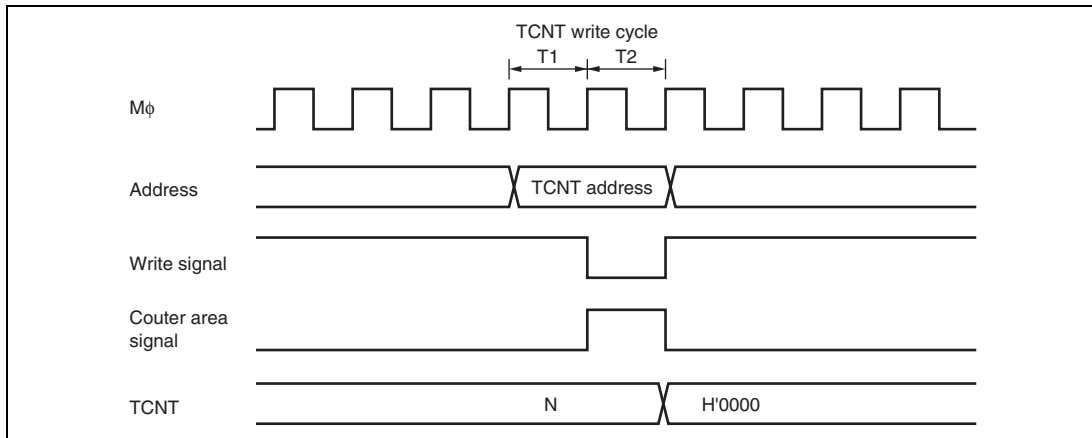 TCNT write cycle
T1 T2
Mϕ
Address TCNT address
Write signal
Couter area
signal
TCNT N H'0000